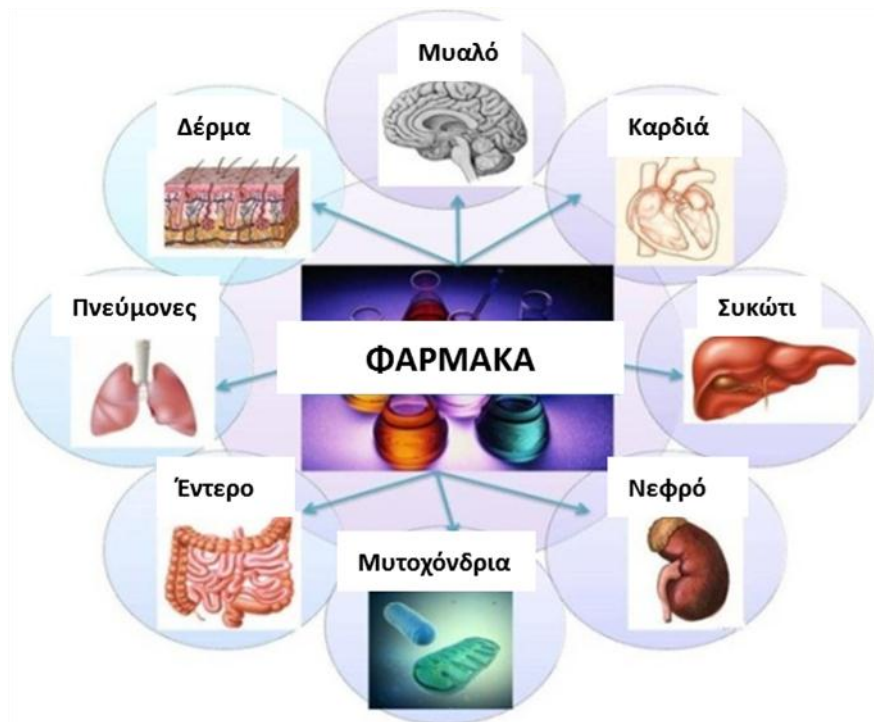 Μυαλό
Δέρμα
Καρδιά
Πνεύμονες
Συκώτι
ΦΑΡΜΑΚΑ
Έντερο
Νεφρό
Μυτοχόνδρια